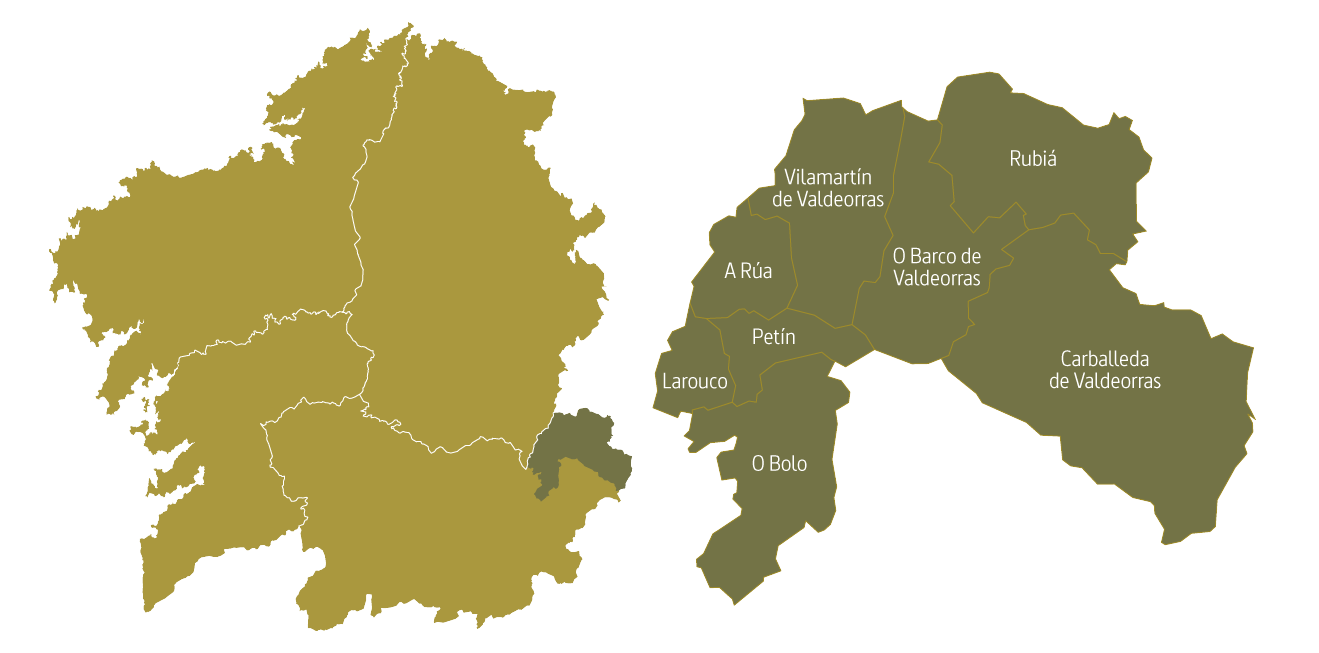 Rubiá
Vilamartín
de Valdeorras
O Barco de
Valdeorras
A Rúa
Petín
Carballeda
de Valdeorras
Larouco
O Bolo